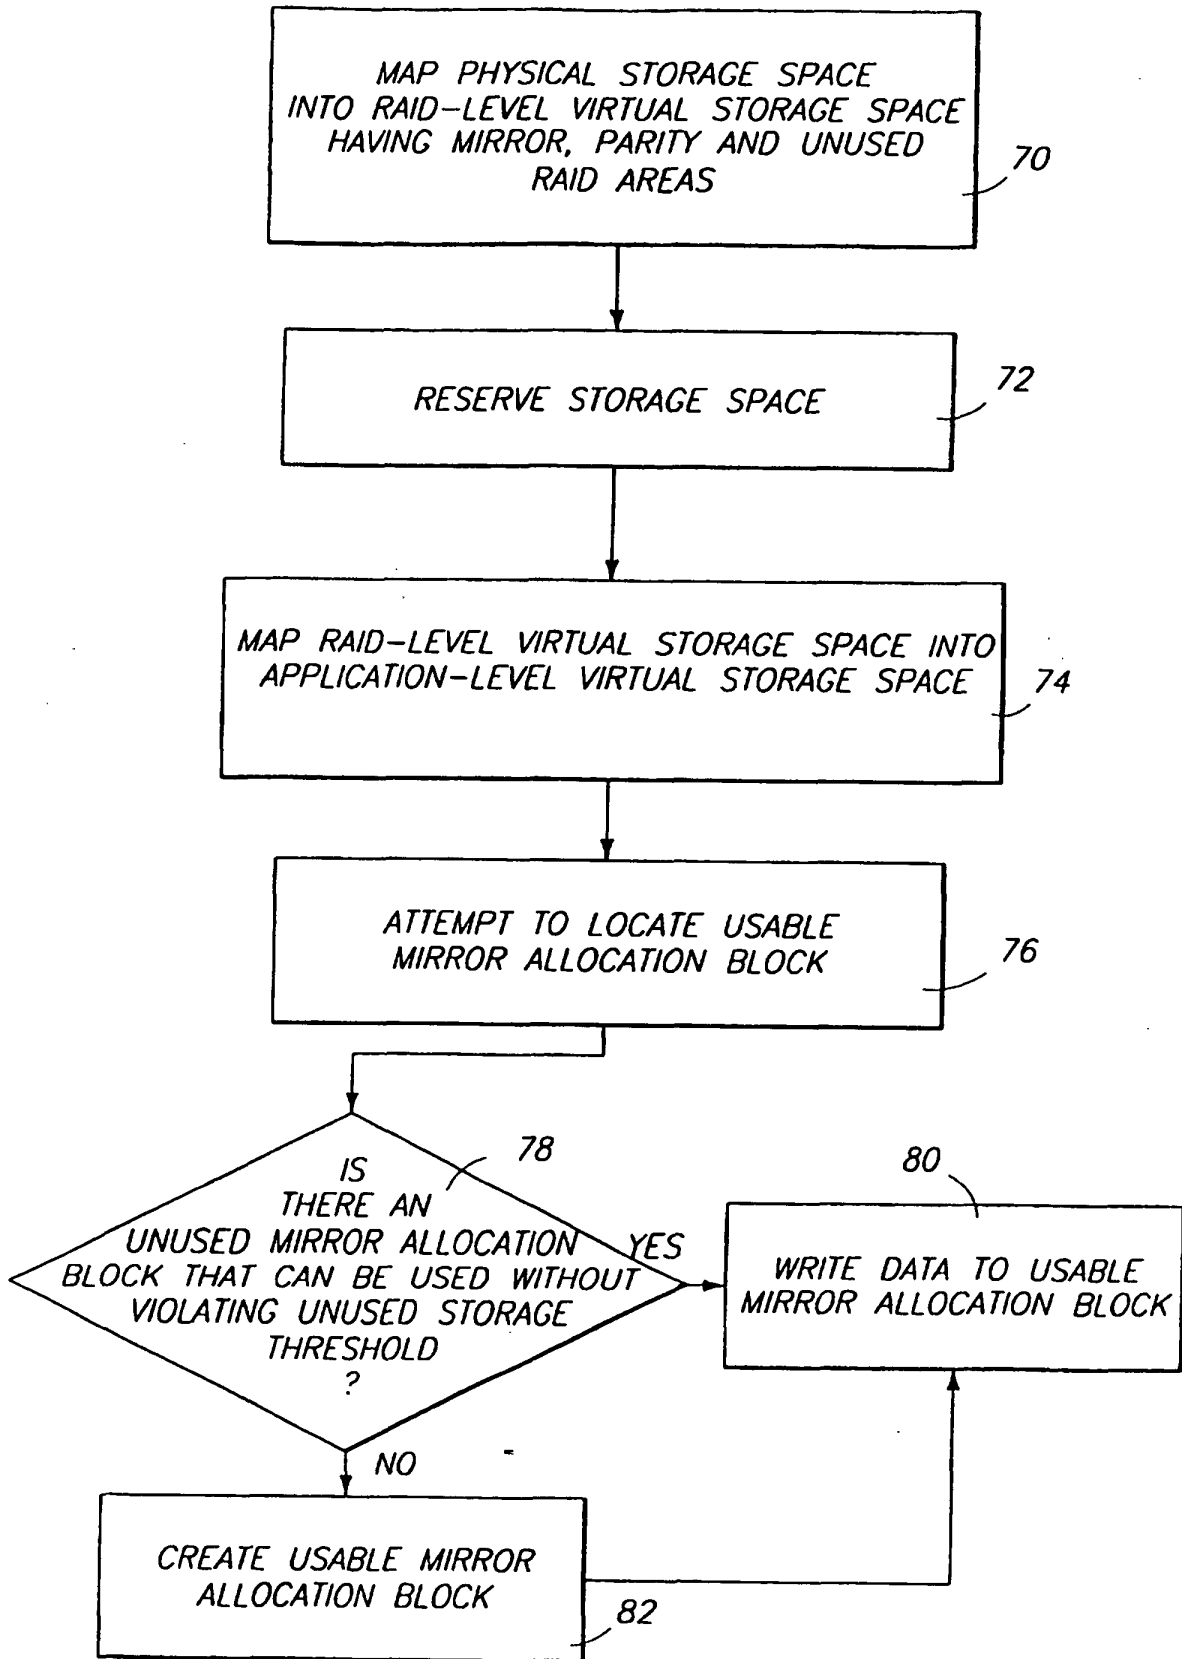 MAP PHYSICAL STORAGE SPACE
INTO RAID-LEVEL VIRTUAL STORAGE SPACE
HAVING MIRROR, PARITY AND UNUSED
RAID AREAS
70
RESERVE STORAGE SPACE
72
MAP RAID-LEVEL VIRTUAL STORAGE SPACE INTO
APPLICATION-LEVEL VIRTUAL STORAGE SPACE
74
ATTEMPT TO LOCATE USABLE
MIRROR ALLOCATION BLOCK
76
IS
THERE AN
UNUSED MIRROR ALLOCATION
BLOCK THAT CAN BE USED WITHOUT
VIOLATING UNUSED STORAGE
THRESHOLD
?
78
YES
80
WRITE DATA TO USABLE
MIRROR ALLOCATION BLOCK
NO
CREATE USABLE MIRROR
ALLOCATION BLOCK
82